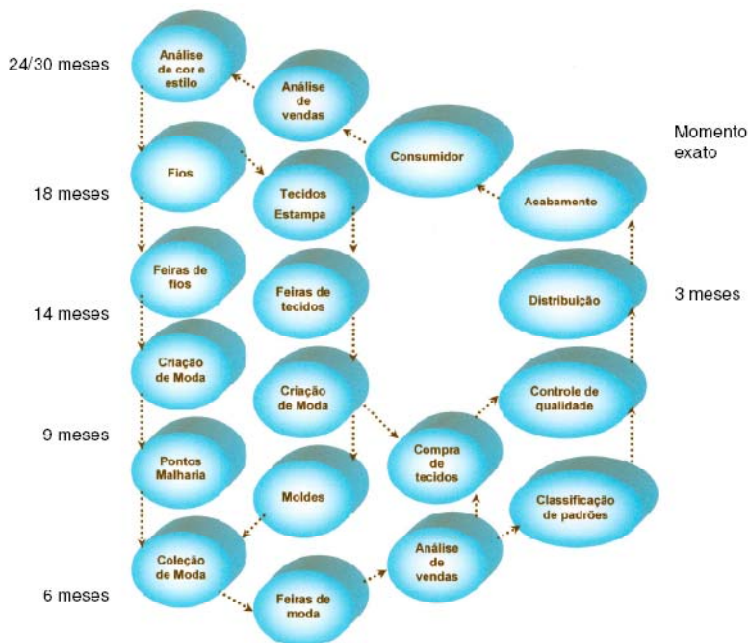 24/30 meses
Análise
de cor e
estilo
Análise
de
vendas
Consumidor
Momento
exato
Fios
18 meses
Tecidos
Estampa
Acabamento
Feiras de
fios
Feiras de
tecidos
Distribuição
3 meses
14 meses
Criação
de Moda
Criação
de Moda
Controle de
qualidade
9 meses
Pontos
Malharia
Moldes
Compra
de
tecidos
Classificação
de padrões
Coleção
de Moda
6 meses
Feiras de
moda
Análise
de
vendas